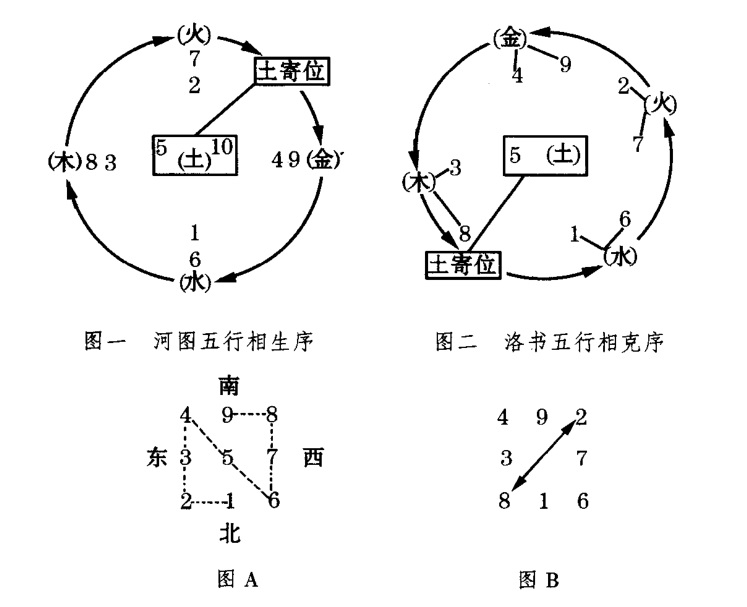 (火)
7
2
土寄位
5 (土) 10
(木) 8 3
4 9 (金)
1
6
(水)
图一 河图五行相生序
(金)
4
9
2
(火)
7
5 (土)
(木)
3
8
土寄位
1
6
(水)
图二 洛书五行相克序
南
4 9 8
东 3 5 7 西
2 1 6
北
图 A
4 9 2
3 7
8 1 6
图 B